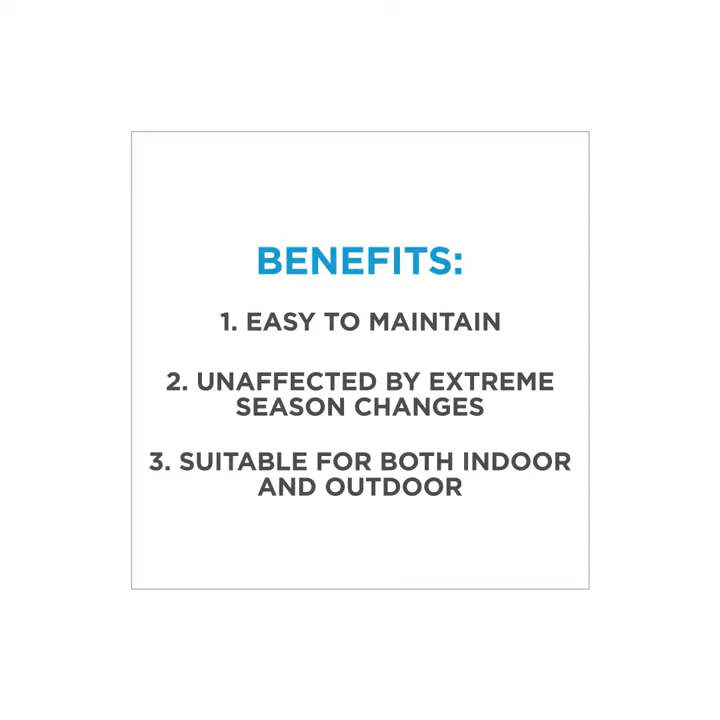 BENEFITS:
1. EASY TO MAINTAIN
2. UNAFFECTED BY EXTREME
SEASON CHANGES
3. SUITABLE FOR BOTH INDOOR
AND OUTDOOR